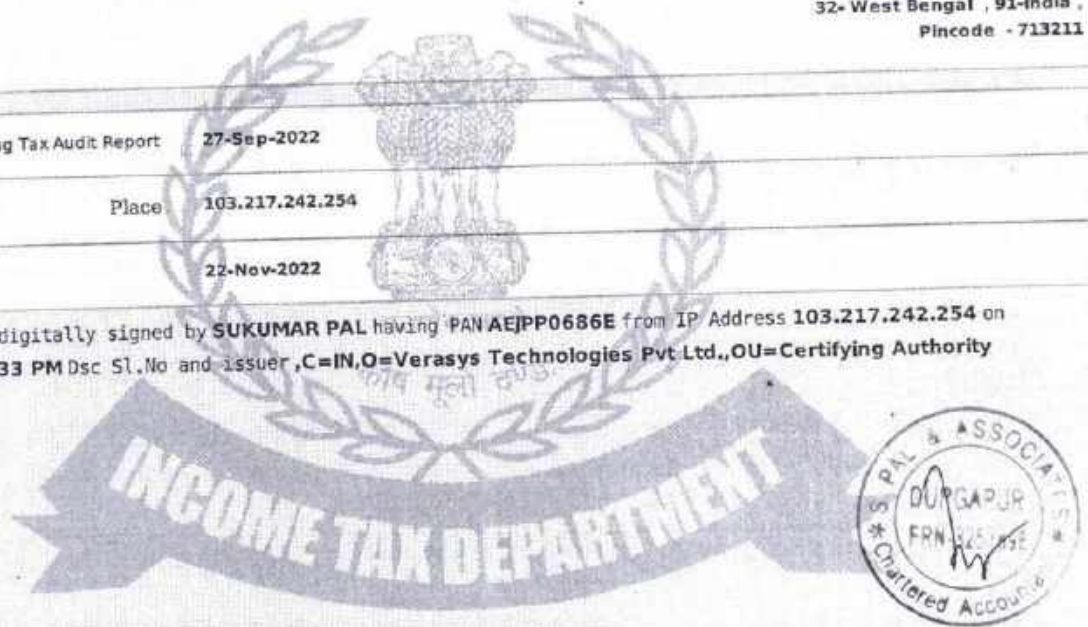 32- West Bengal , 91-India ,
Pincode - 713211
g Tax Audit Report 27-Sep-2022
Place 103.217.242.254
22-Nov-2022
digitally signed by SUKUMAR PAL having PAN AEJPP0686E from IP Address 103.217.242.254 on
33 PM Dsc Sl.No and issuer ,C=IN,O=Verasys Technologies Pvt Ltd.,OU=Certifying Authority
INCOME TAX DEPARTMENT
* S PAL & ASSOCIATES *
DURGAPUR
Chartered